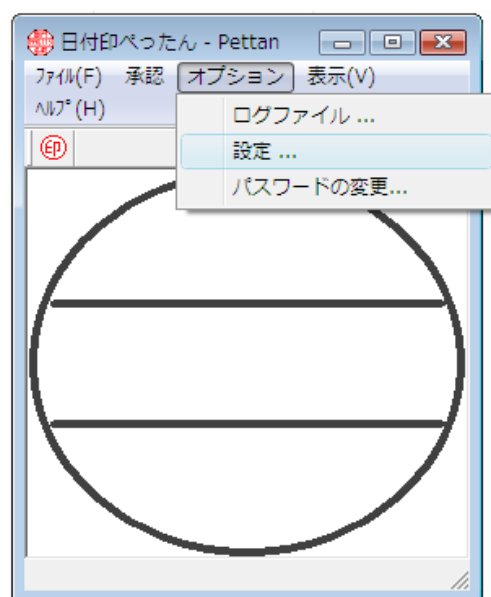 日付印ぺったん - Pettan
ﾌｧｲﾙ(F) 承認 オプション 表示(V)
ﾍﾙﾌﾟ(H)
ログファイル ...
設定 ...
パスワードの変更...
印